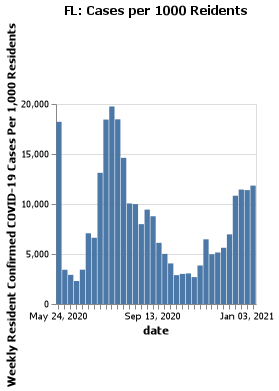 FL: Cases per 1000 Reidents
Weekly Resident Confirmed COVID-19 Cases Per 1,000 Residents
20,000
15,000
10,000
5,000
0
May 24, 2020 Sep 13, 2020 Jan 03, 2021
date